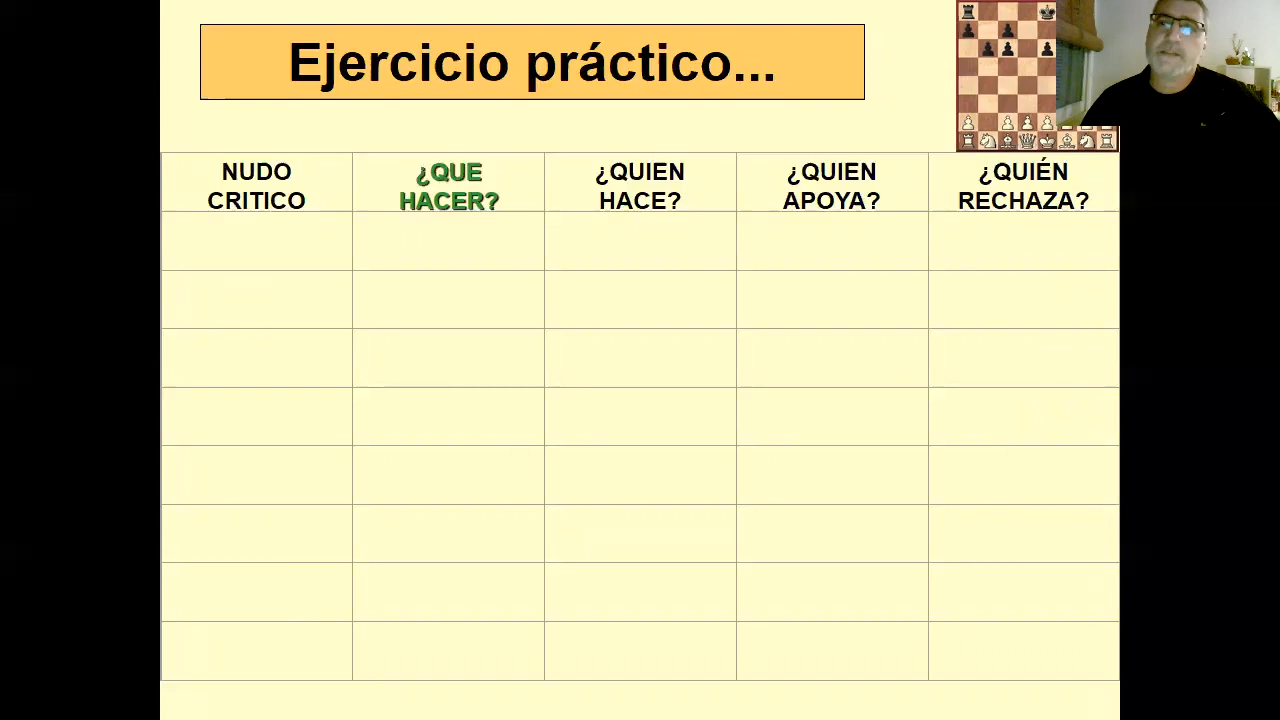 Ejercicio práctico...
NUDO CRITICO
¿QUE HACER?
¿QUIEN HACE?
¿QUIEN APOYA?
¿QUIÉN RECHAZA?